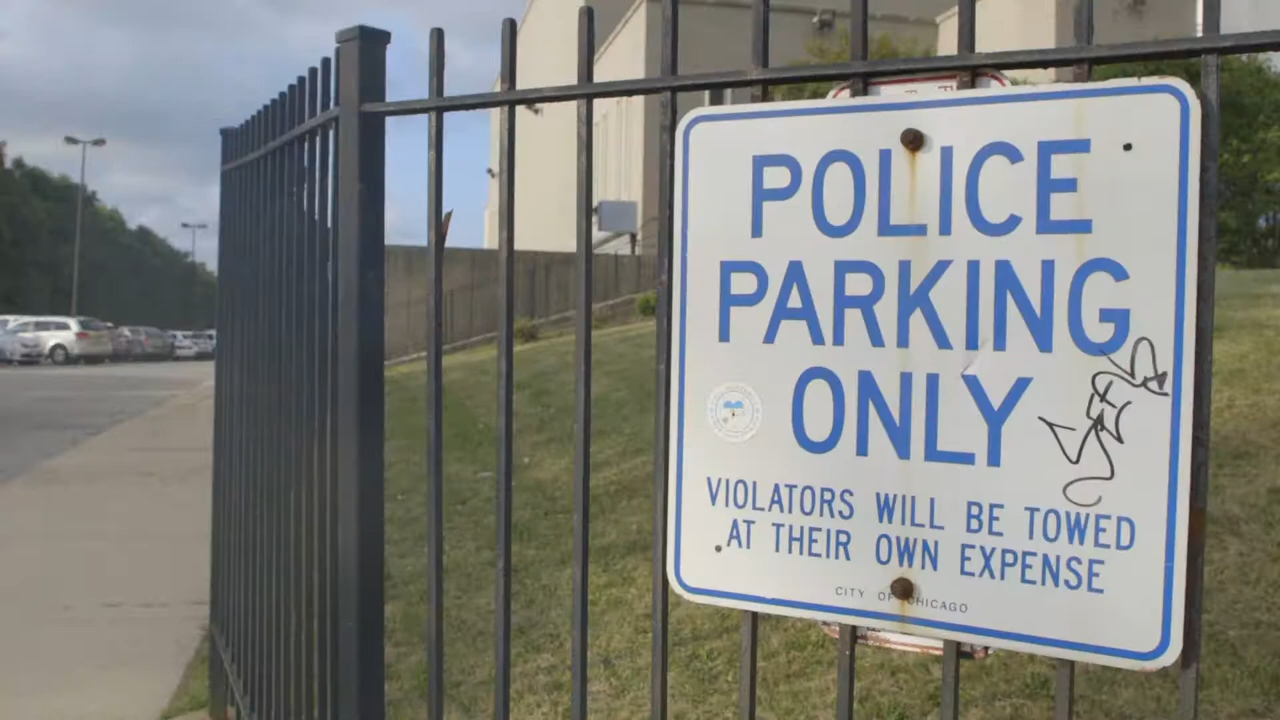 POLICE
PARKING
ONLY
VIOLATORS WILL BE TOWED
AT THEIR OWN EXPENSE
CITY OF CHICAGO